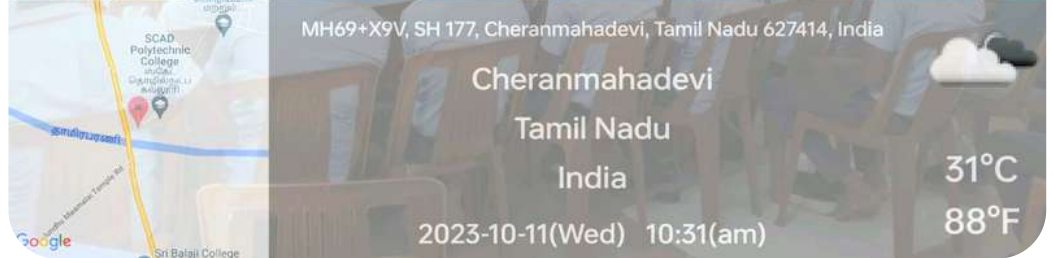 SCAD
Polytechnic
College
தாமிரபரணி
Google
Sri Balaji College
MH69+X9V, SH 177, Cheranmahadevi, Tamil Nadu 627414, India
Cheranmahadevi
Tamil Nadu
India
2023-10-11(Wed) 10:31(am)
31°C
88°F